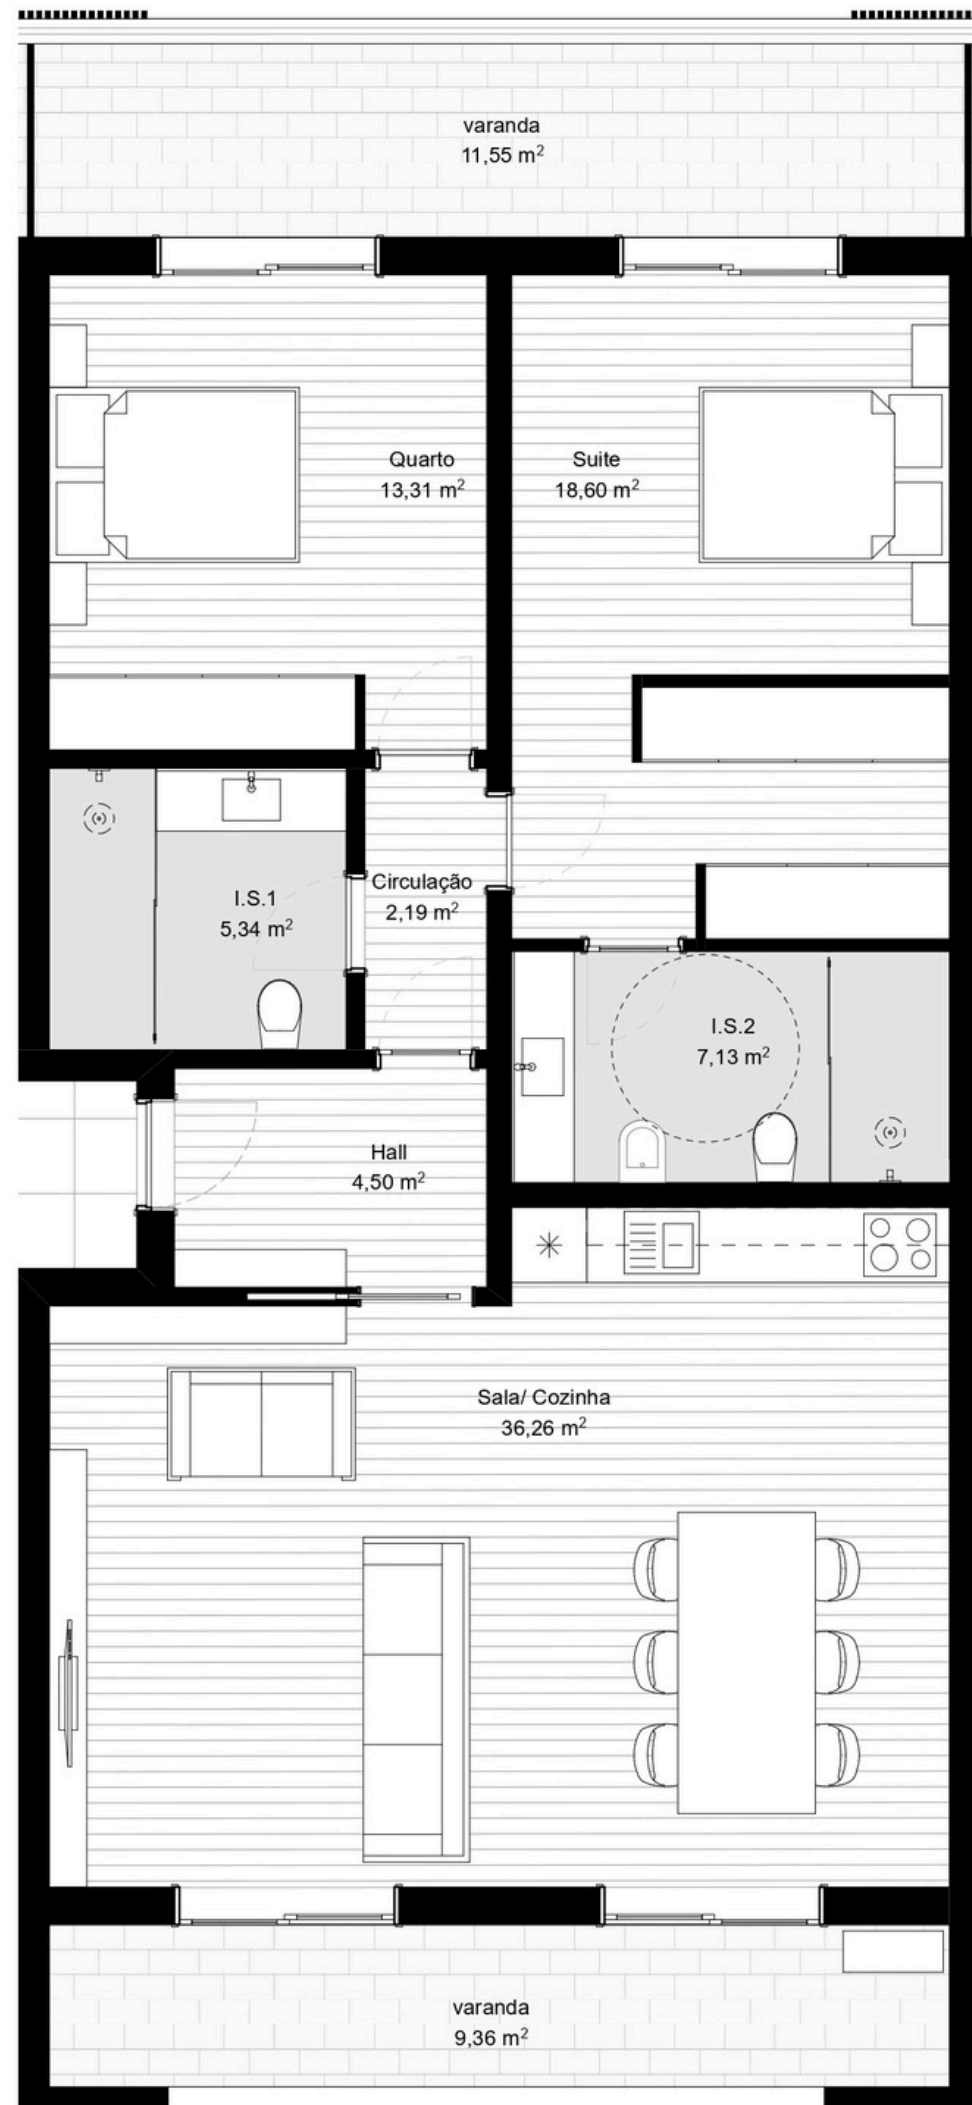 varanda
11,55 m²
Quarto
13,31 m²
Suite
18,60 m²
I.S.1
5,34 m²
Circulação
2,19 m²
I.S.2
7,13 m²
Hall
4,50 m²
Sala/ Cozinha
36,26 m²
varanda
9,36 m²